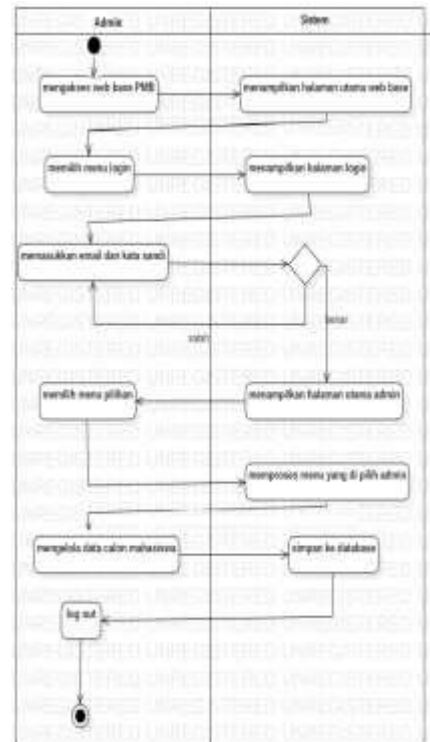 Admin
Sistem
mengakses web base PMB
menampilkan halaman utama web base
memilih menu login
menampilkan halaman login
memasukkan email dan kata sandi
benar
salah
memilih menu pilihan
menampilkan halaman utama admin
memproses menu yang di pilih admin
mengelola data calon mahasiswa
simpan ke database
log out